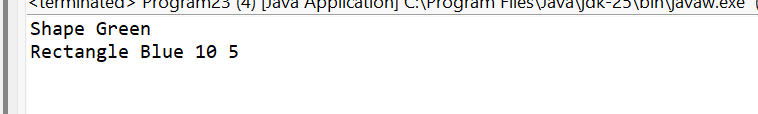 <terminated> Program23 (4) [Java Application] C:\Program Files\Java\jdk-25\bin\javaw.exe (
Shape Green
Rectangle Blue 10 5